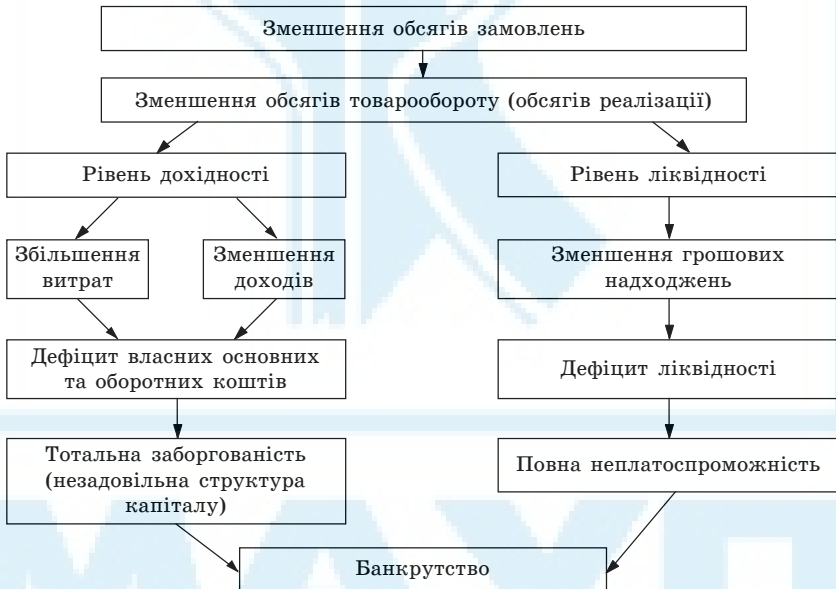 Зменшення обсягів замовлень
Зменшення обсягів товарообороту (обсягів реалізації)
Рівень дохідності
Рівень ліквідності
Збільшення
витрат
Зменшення
доходів
Зменшення грошових
надходжень
Дефіцит власних основних
та оборотних коштів
Дефіцит ліквідності
Тотальна заборгованість
(незадовільна структура
капіталу)
Повна неплатоспроможність
Банкрутство